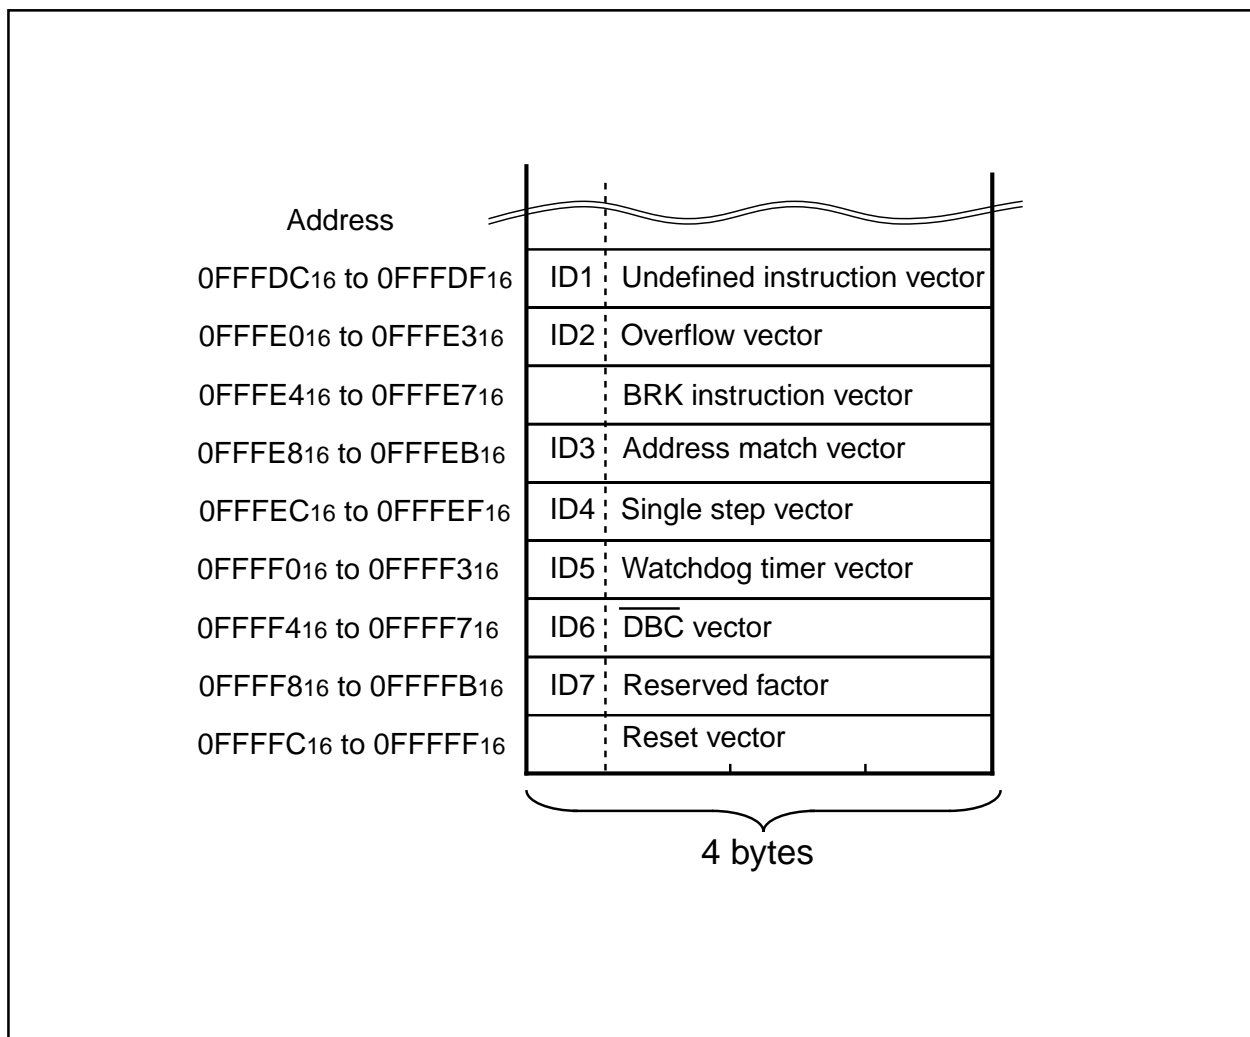 Address
0FFFDC16 to 0FFFDF16 ID1 Undefined instruction vector
0FFFE016 to 0FFFE316 ID2 Overflow vector
0FFFE416 to 0FFFE716 BRK instruction vector
0FFFE816 to 0FFFEB16 ID3 Address match vector
0FFFEC16 to 0FFFEF16 ID4 Single step vector
0FFFF016 to 0FFFF316 ID5 Watchdog timer vector
0FFFF416 to 0FFFF716 ID6 D̅B̅C̅ vector
0FFFF816 to 0FFFFB16 ID7 Reserved factor
0FFFFC16 to 0FFFFF16 Reset vector
4 bytes